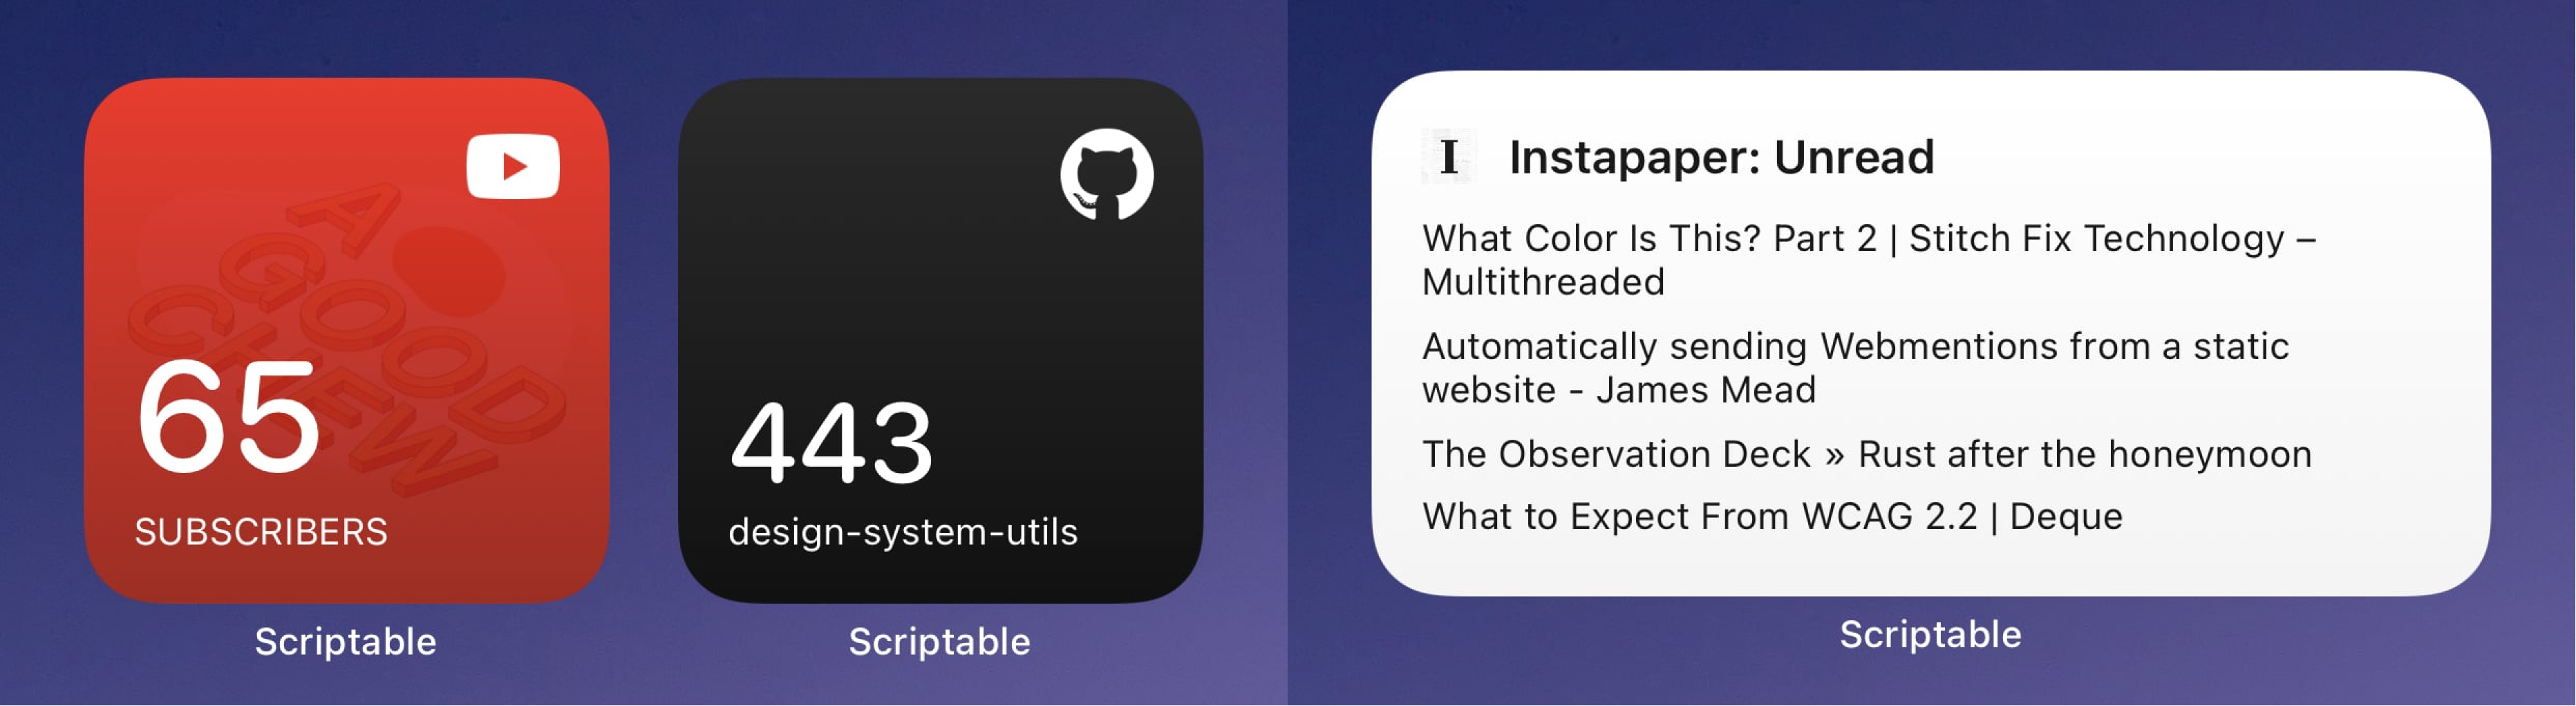 A
GOOD
CHEW
65
SUBSCRIBERS
Scriptable
443
design-system-utils
Scriptable
I
Instapaper: Unread
What Color Is This? Part 2 | Stitch Fix Technology –
Multithreaded
Automatically sending Webmentions from a static
website - James Mead
The Observation Deck » Rust after the honeymoon
What to Expect From WCAG 2.2 | Deque
Scriptable